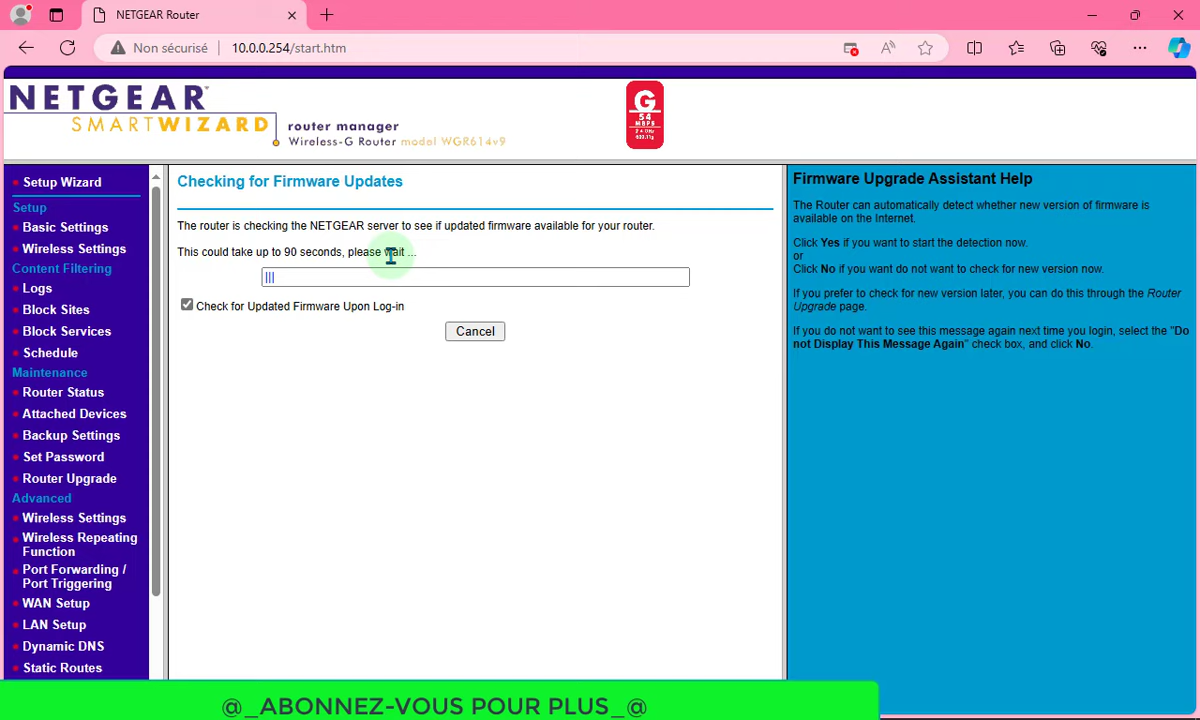 NETGEAR Router
Non sécurisé
10.0.0.254/start.htm
NETGEAR
SMARTWIZARD
router manager
Wireless-G Router model WGR614v9
G
54
MBPS
2.4 GHz
802.11g
Setup Wizard
Setup
Basic Settings
Wireless Settings
Content Filtering
Logs
Block Sites
Block Services
Schedule
Maintenance
Router Status
Attached Devices
Backup Settings
Set Password
Router Upgrade
Advanced
Wireless Settings
Wireless Repeating
Function
Port Forwarding /
Port Triggering
WAN Setup
LAN Setup
Dynamic DNS
Static Routes
Checking for Firmware Updates
The router is checking the NETGEAR server to see if updated firmware available for your router.
This could take up to 90 seconds, please wait ...
|||
Check for Updated Firmware Upon Log-in
Cancel
Firmware Upgrade Assistant Help
The Router can automatically detect whether new version of firmware is
available on the Internet.
Click Yes if you want to start the detection now.
or
Click No if you want do not want to check for new version now.
If you prefer to check for new version later, you can do this through the Router
Upgrade page.
If you do not want to see this message again next time you login, select the "Do
not Display This Message Again" check box, and click No.
@_ABONNEZ-VOUS POUR PLUS_@